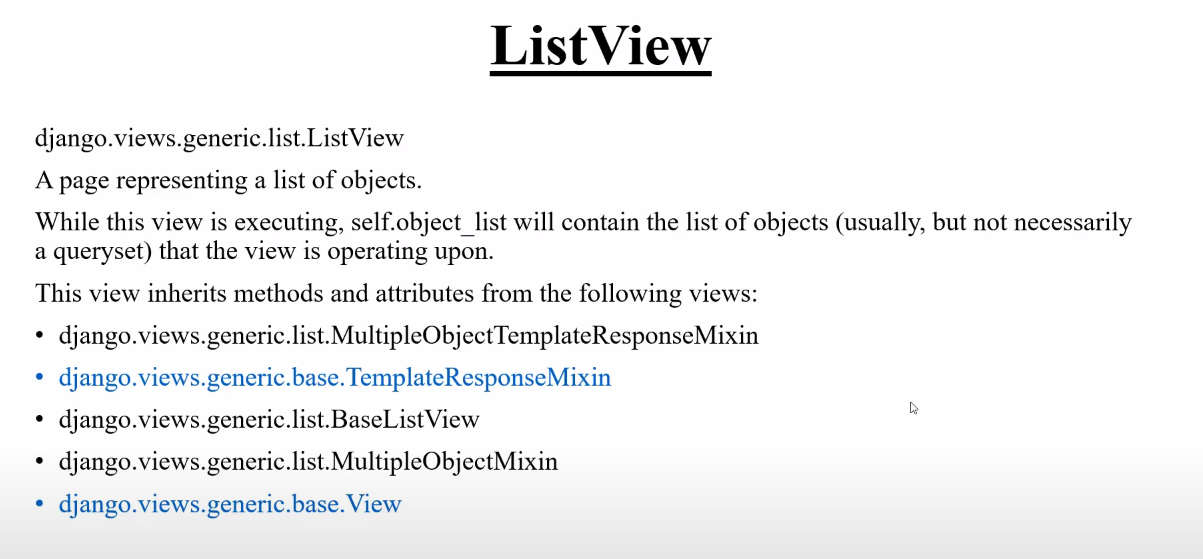 ListView
django.views.generic.list.ListView
A page representing a list of objects.
While this view is executing, self.object_list will contain the list of objects (usually, but not necessarily
a queryset) that the view is operating upon.
This view inherits methods and attributes from the following views:
• django.views.generic.list.MultipleObjectTemplateResponseMixin
• django.views.generic.base.TemplateResponseMixin
• django.views.generic.list.BaseListView
• django.views.generic.list.MultipleObjectMixin
• django.views.generic.base.View